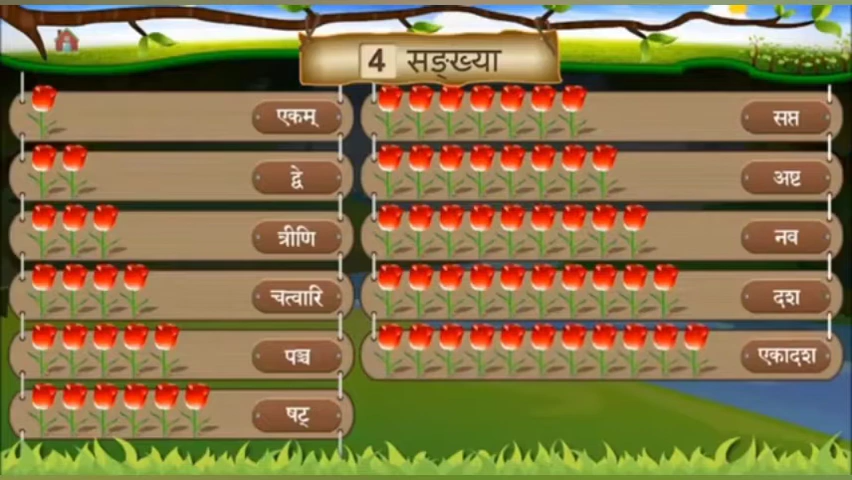 4 सङ्ख्या
एकम्
द्वे
त्रीणि
चत्वारि
पञ्च
षट्
सप्त
अष्ट
नव
दश
एकादश